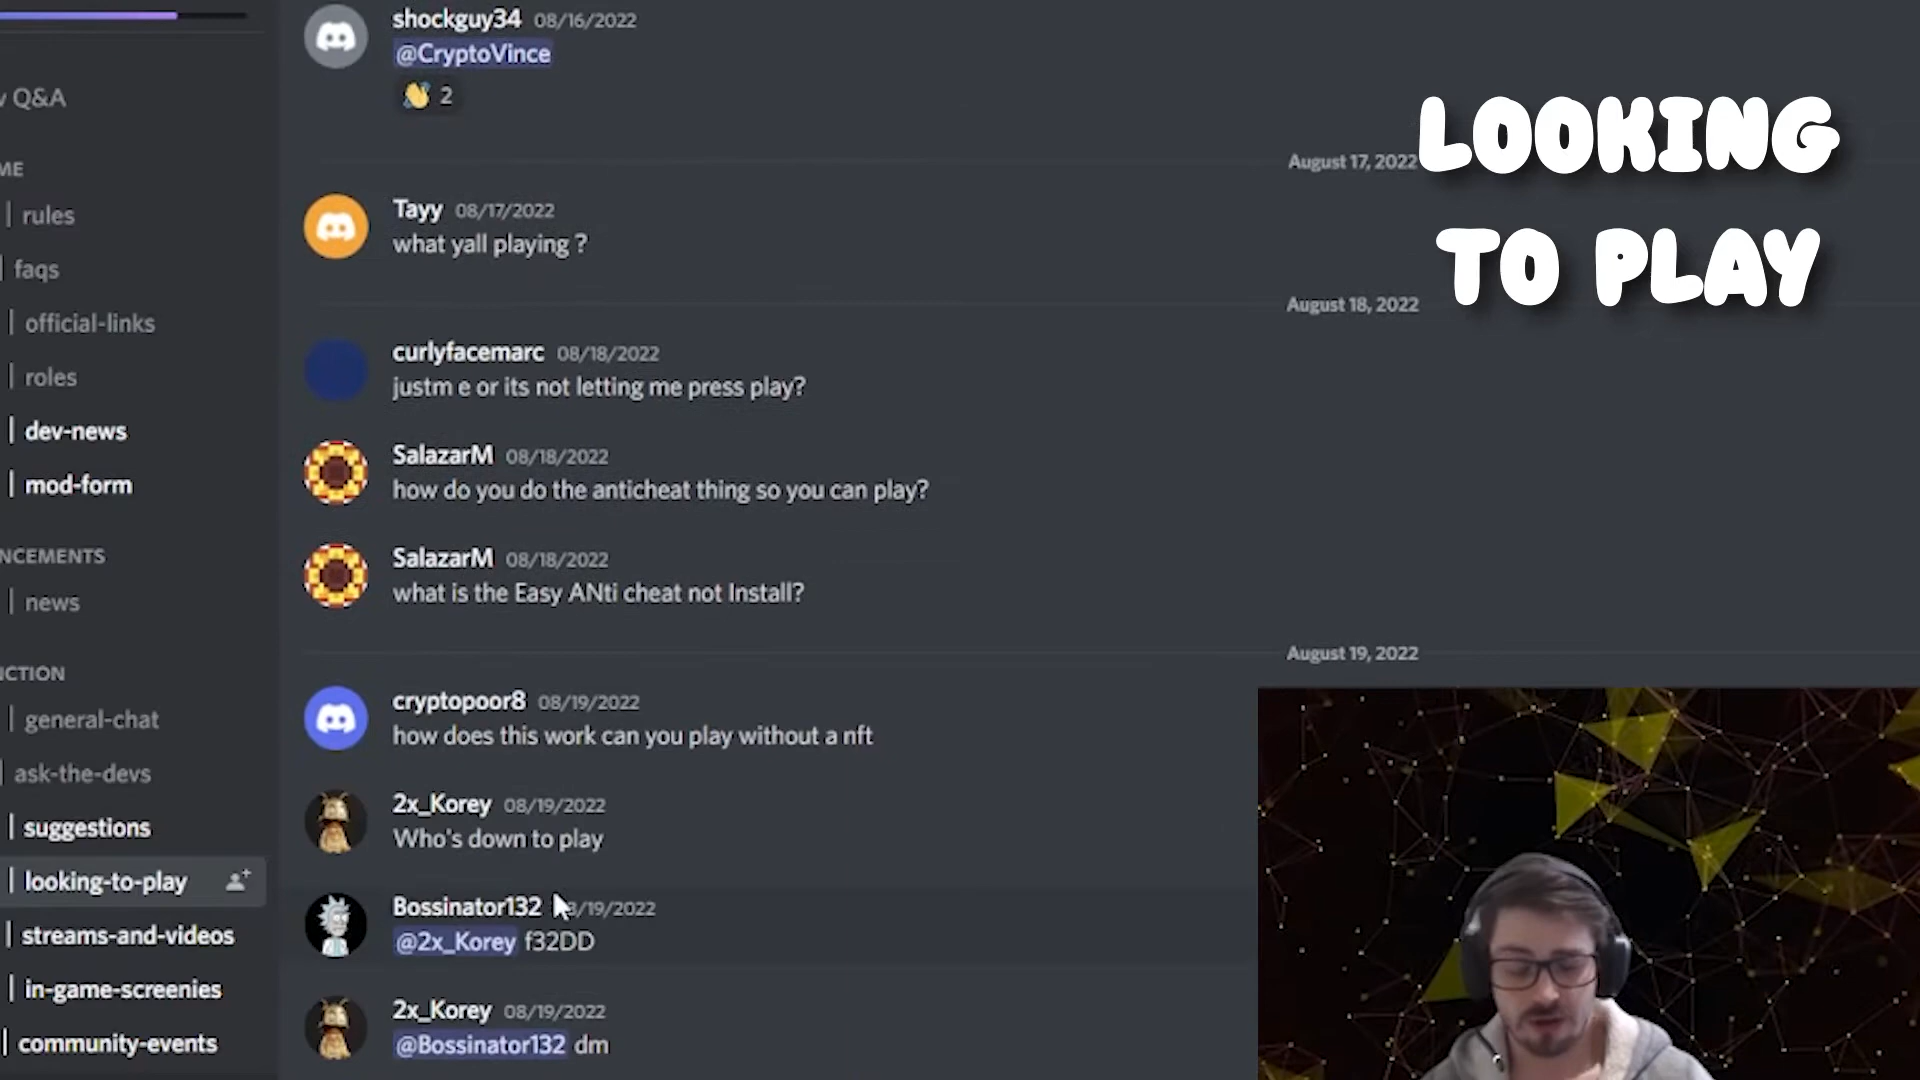 Q&A
ME
rules
faqs
official-links
roles
dev-news
mod-form
NCEMENTS
news
CTION
general-chat
ask-the-devs
suggestions
looking-to-play
streams-and-videos
in-game-screenies
community-events
shockguy34 08/16/2022
@CryptoVince
2
August 17, 2022
Tayy 08/17/2022
what yall playing ?
August 18, 2022
curlyfacemarc 08/18/2022
justm e or its not letting me press play?
SalazarM 08/18/2022
how do you do the anticheat thing so you can play?
SalazarM 08/18/2022
what is the Easy ANti cheat not Install?
August 19, 2022
cryptopoor8 08/19/2022
how does this work can you play without a nft
2x_Korey 08/19/2022
Who's down to play
Bossinator132 /19/2022
@2x_Korey f32DD
2x_Korey 08/19/2022
@Bossinator132 dm
LOOKING
TO PLAY